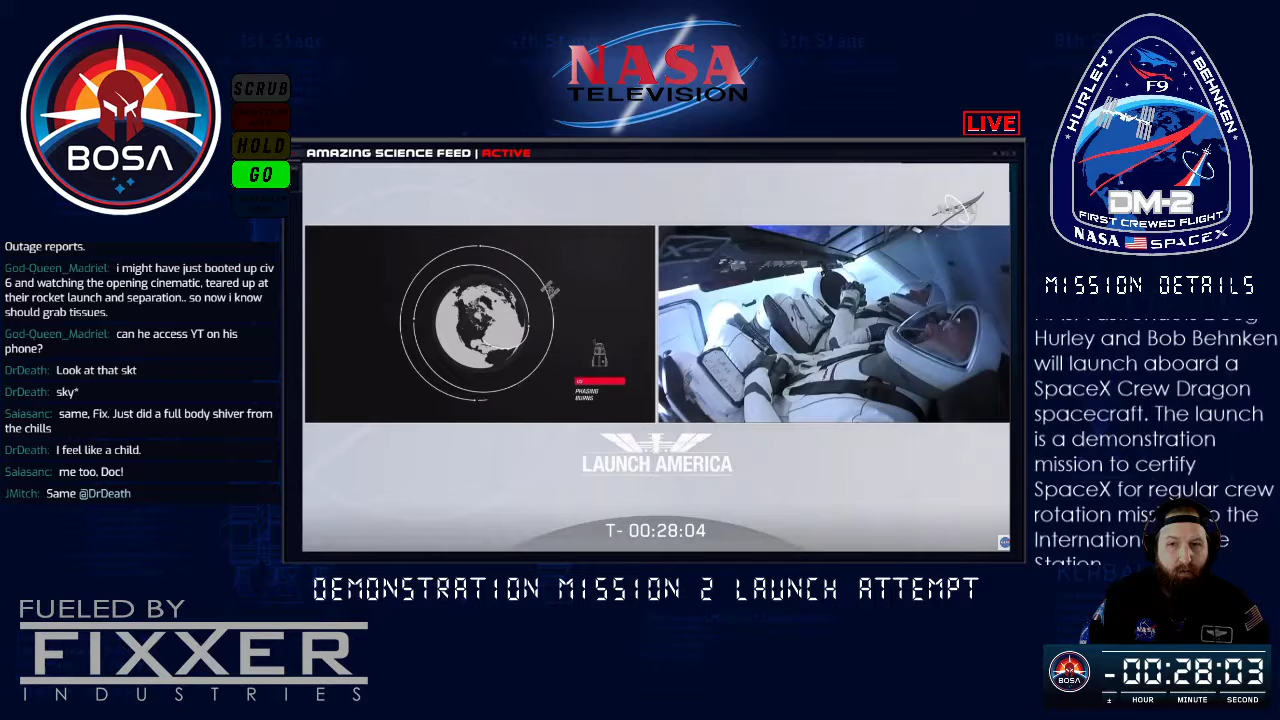 BOSA
SCRUB
HOLD
GO
NASA
TELEVISION
LIVE
AMAZING SCIENCE FEED | ACTIVE
HURLEY
BEHNKEN
F9
DM-2
FIRST CREWED FLIGHT
NASA SPACEX
MISSION DETAILS
Outage reports.
God-Queen_Madriel: i might have just booted up civ
6 and watching the opening cinematic, teared up at
their rocket launch and separation.. so now i know
should grab tissues.
God-Queen_Madriel: can he access YT on his
phone?
DrDeath: Look at that skt
DrDeath: sky*
Saiasanc: same, Fix. Just did a full body shiver from
the chills
DrDeath: I feel like a child.
Saiasanc: me too, Doc!
JMitch: Same @DrDeath
PHASING
BURNS
LAUNCH AMERICA
T- 00:28:04
Hurley and Bob Behnken
will launch aboard a
SpaceX Crew Dragon
spacecraft. The launch
is a demonstration
mission to certify
SpaceX for regular crew
rotation the
DEMONSTRATION MISSION 2 LAUNCH ATTEMPT
FUELED BY
FIXXER
INDUSTRIES
NASA
BOSA
-00:28:03
± HOUR MINUTE SECOND